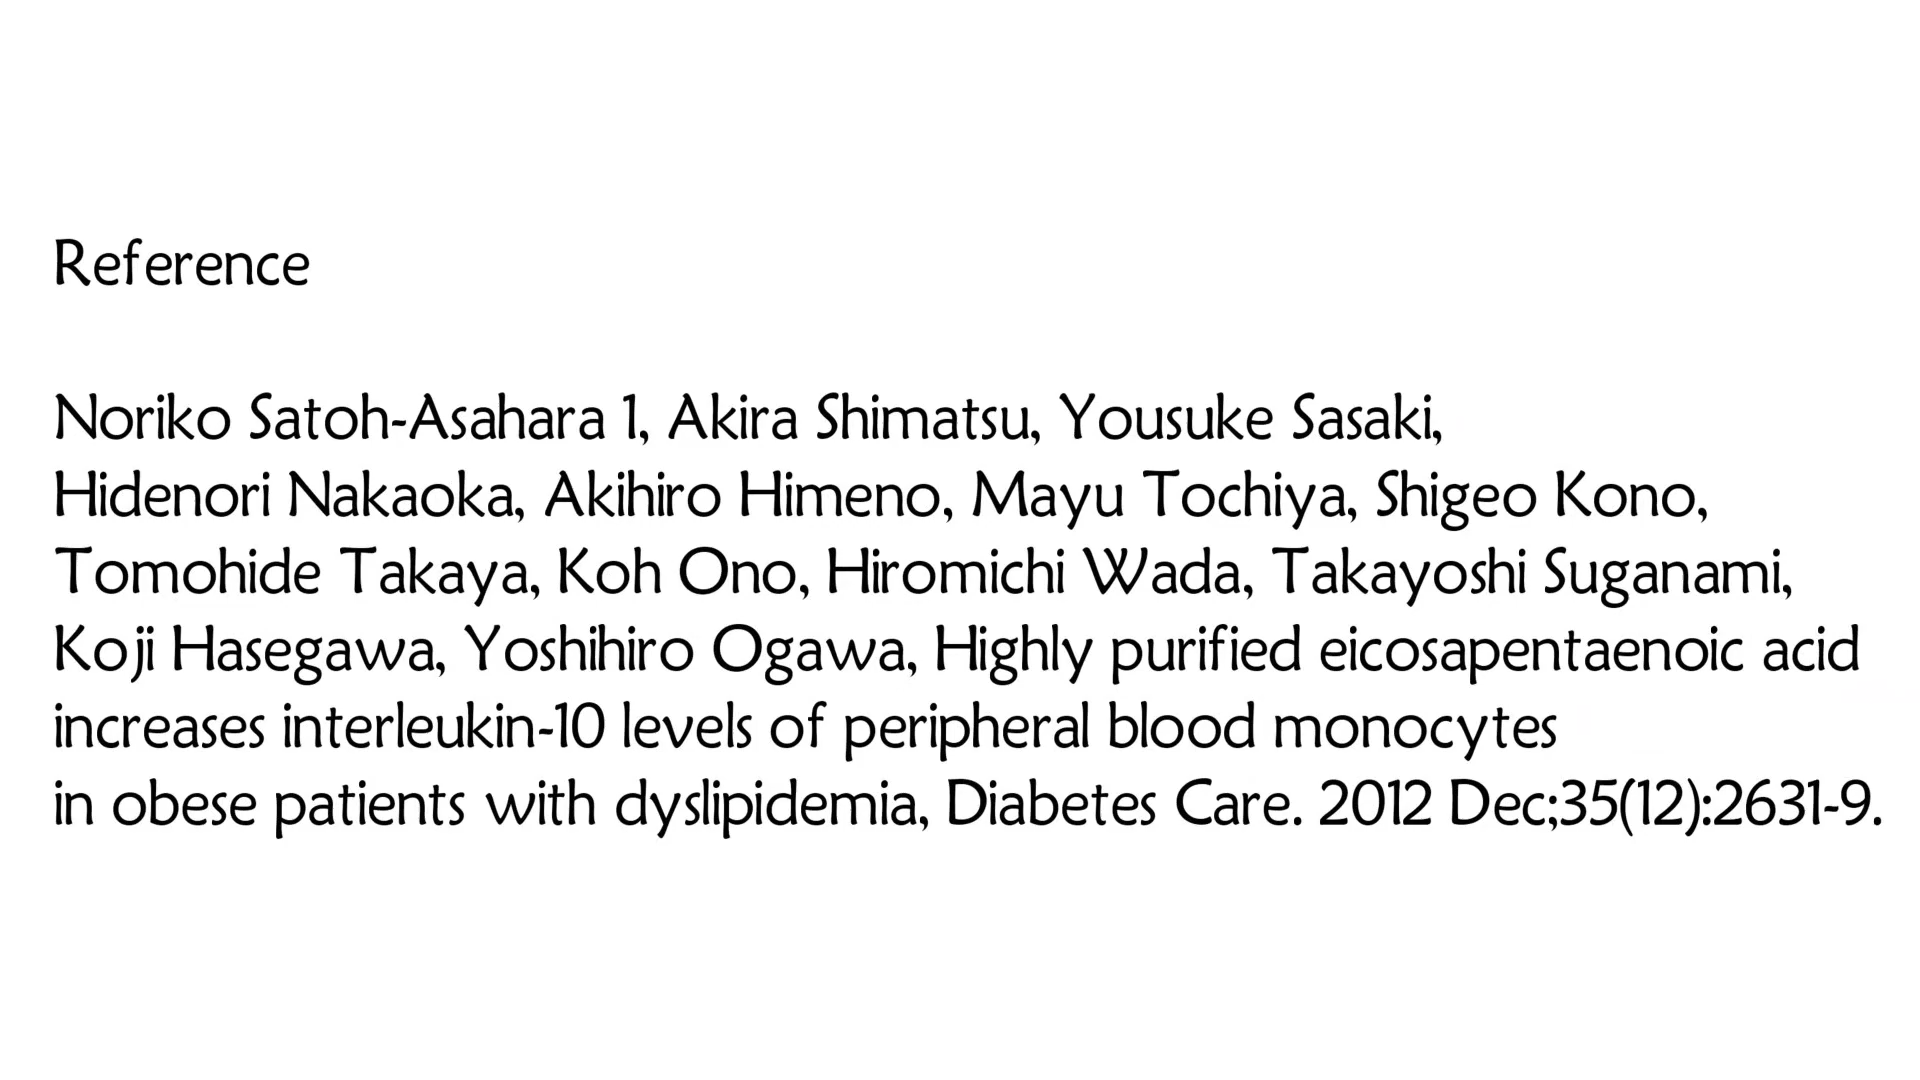 Reference
Noriko Satoh-Asahara 1, Akira Shimatsu, Yousuke Sasaki,
Hidenori Nakaoka, Akihiro Himeno, Mayu Tochiya, Shigeo Kono,
Tomohide Takaya, Koh Ono, Hiromichi Wada, Takayoshi Suganami,
Koji Hasegawa, Yoshihiro Ogawa, Highly purified eicosapentaenoic acid
increases interleukin-10 levels of peripheral blood monocytes
in obese patients with dyslipidemia, Diabetes Care. 2012 Dec;35(12):2631-9.